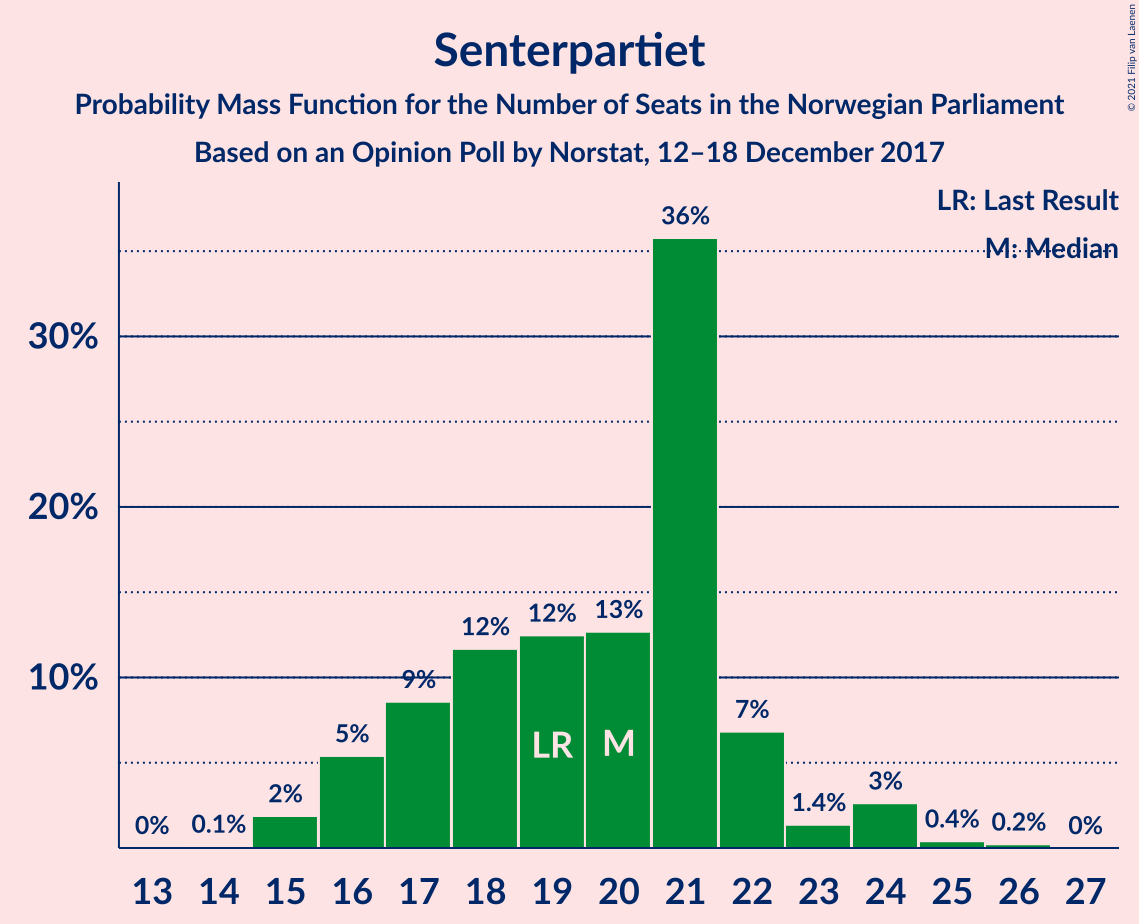 Senterpartiet
Probability Mass Function for the Number of Seats in the Norwegian Parliament
Based on an Opinion Poll by Norstat, 12–18 December 2017
© 2021 Filip van Laenen
LR: Last Result
M: Median
30%
20%
10%
0%
0.1%
2%
5%
9%
12%
12%
13%
36%
7%
1.4%
3%
0.4%
0.2%
0%
LR
M
13 14 15 16 17 18 19 20 21 22 23 24 25 26 27